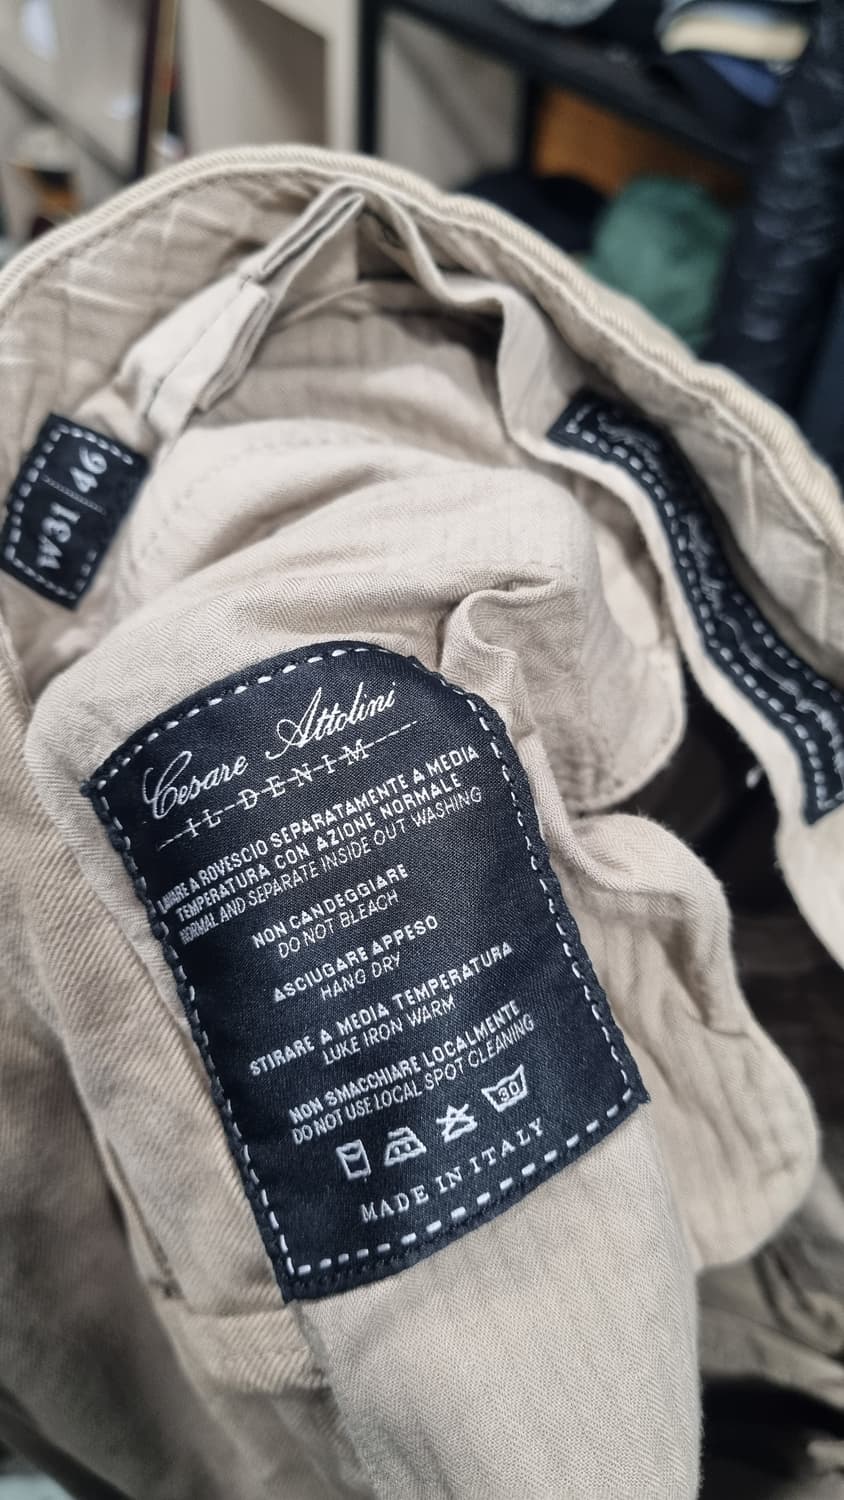 W31 46
Cesare Attolini
IL DENIM
LAVARE A ROVESCIO SEPARATAMENTE A MEDIA
TEMPERATURA CON AZIONE NORMALE
NORMAL AND SEPARATE INSIDE OUT WASHING
NON CANDEGGIARE
DO NOT BLEACH
ASCIUGARE APPESO
HANG DRY
STIRARE A MEDIA TEMPERATURA
LUKE IRON WARM
NON SMACCHIARE LOCALMENTE
DO NOT USE LOCAL SPOT CLEANING
30
MADE IN ITALY